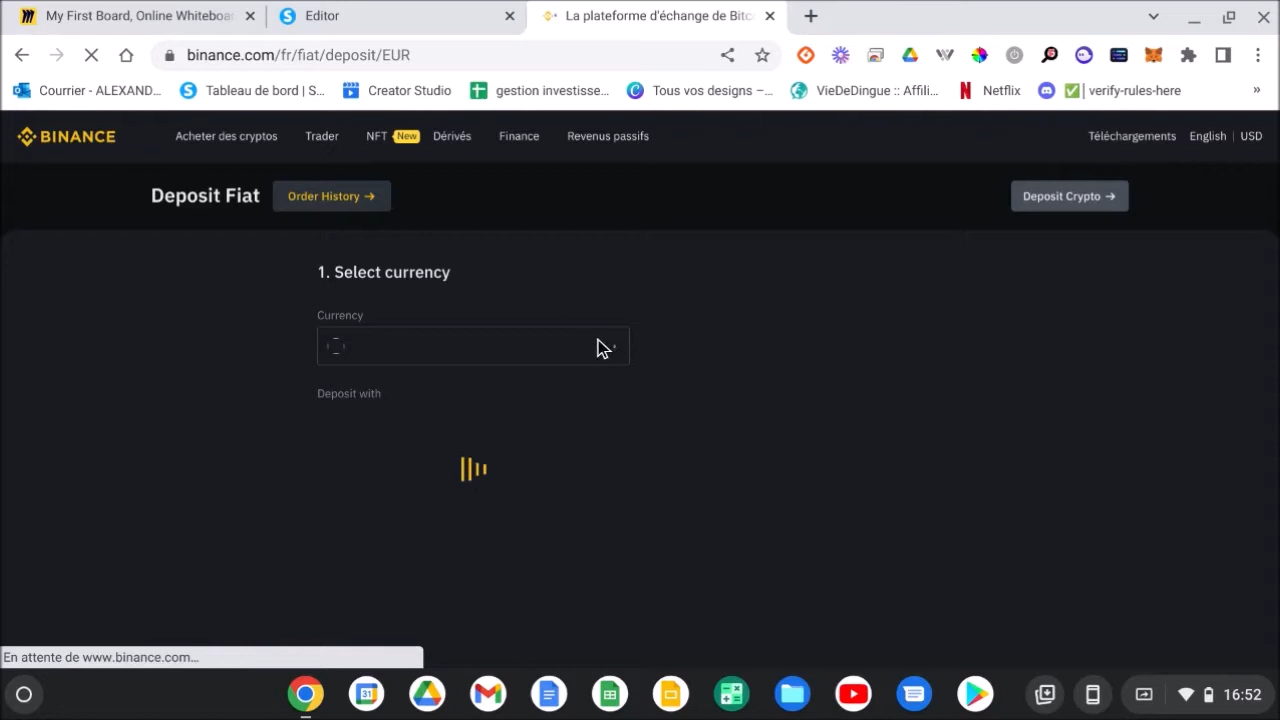 My First Board, Online Whiteboar
Editor
La plateforme d'échange de Bitc
binance.com/fr/fiat/deposit/EUR
Courrier - ALEXAND...
Tableau de bord | S...
Creator Studio
gestion investisse...
Tous vos designs –...
VieDeDingue :: Affili...
Netflix
verify-rules-here
»
BINANCE
Acheter des cryptos
Trader
NFT New
Dérivés
Finance
Revenus passifs
Téléchargements
English | USD
Deposit Fiat
Order History →
Deposit Crypto →
1. Select currency
Currency
Deposit with
En attente de www.binance.com...
31
16:52